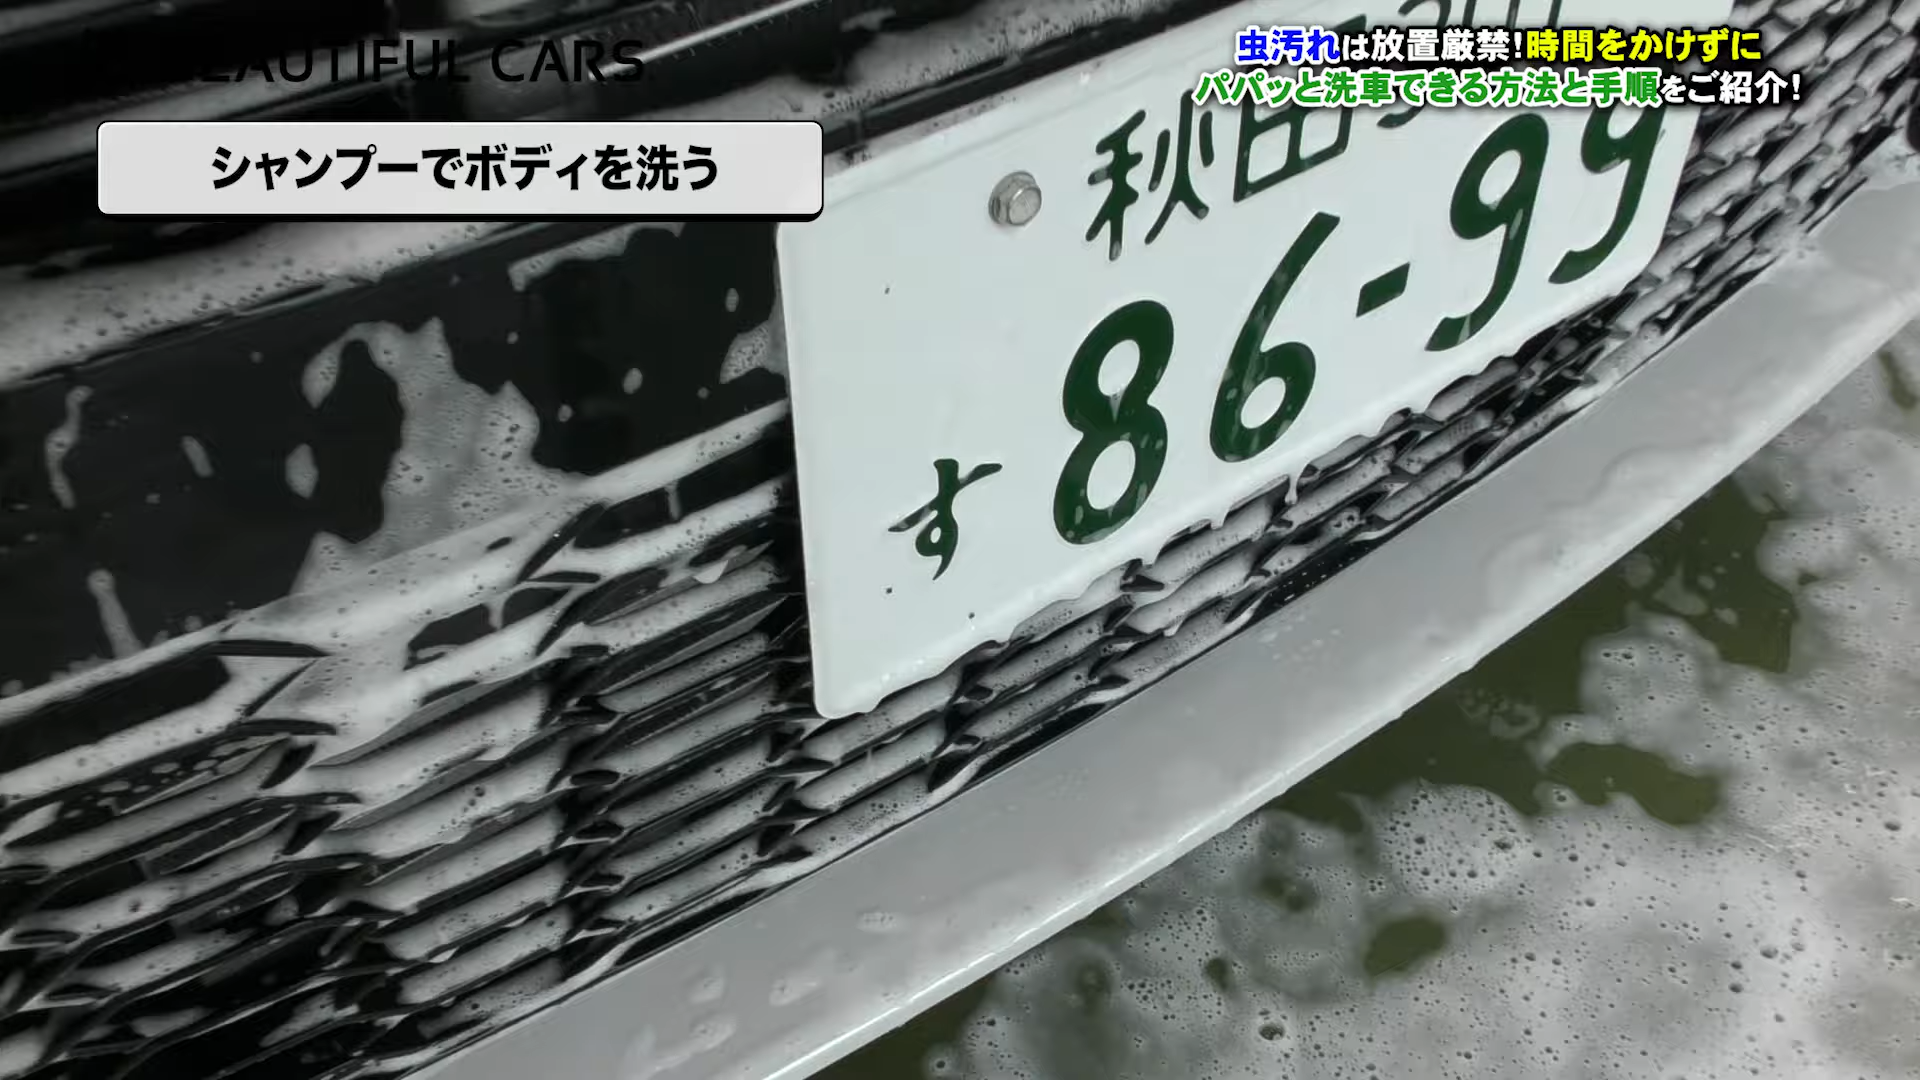 BEAUTIFUL CARS
虫汚れは放置厳禁!時間をかけずに
パパッと洗車できる方法と手順をご紹介!
シャンプーでボディを洗う
秋田
す 86-99